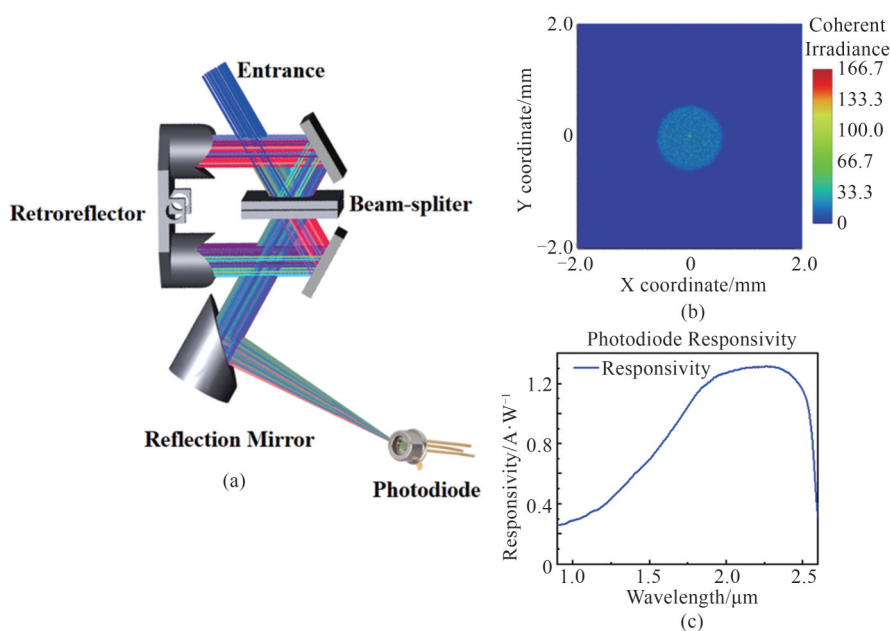 Entrance
Retroreflector
Beam-spliter
Reflection Mirror
Photodiode
(a)
Coherent
Irradiance
166.7
133.3
100.0
66.7
33.3
0
2.0
0
−2.0
Y coordinate/mm
−2.0
0
2.0
X coordinate/mm
(b)
Photodiode Responsivity
Responsivity
1.2
0.8
0.4
0
Responsivity/A·W⁻¹
1.0
1.5
2.0
2.5
Wavelength/μm
(c)